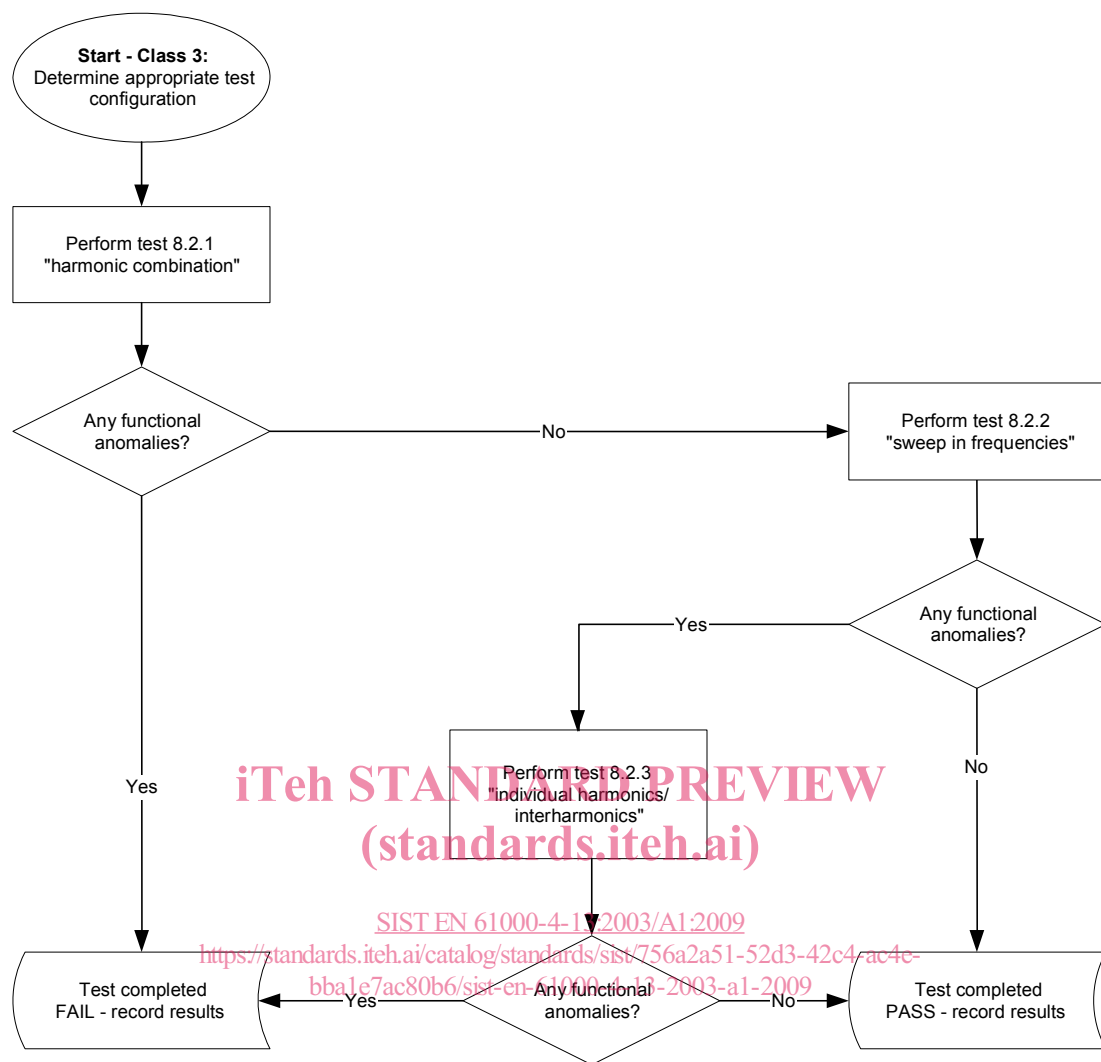 Start - Class 3:
Determine appropriate test
configuration
Perform test 8.2.1
"harmonic combination"
Any functional
anomalies?
No
Perform test 8.2.2
"sweep in frequencies"
Any functional
anomalies?
Yes
Perform test 8.2.3
"individual harmonics/
interharmonics"
Yes
No
iTeh STANDARD PREVIEW
(standards.iteh.ai)
SIST EN 61000-4-13:2003/A1:2009
https://standards.iteh.ai/catalog/standards/sist/756a2a51-52d3-42c4-ac4e-
bba1e7ac80b6/sist-en-61000-4-13-2003-a1-2009
Test completed
FAIL - record results
Yes
Any functional
anomalies?
No
Test completed
PASS - record results